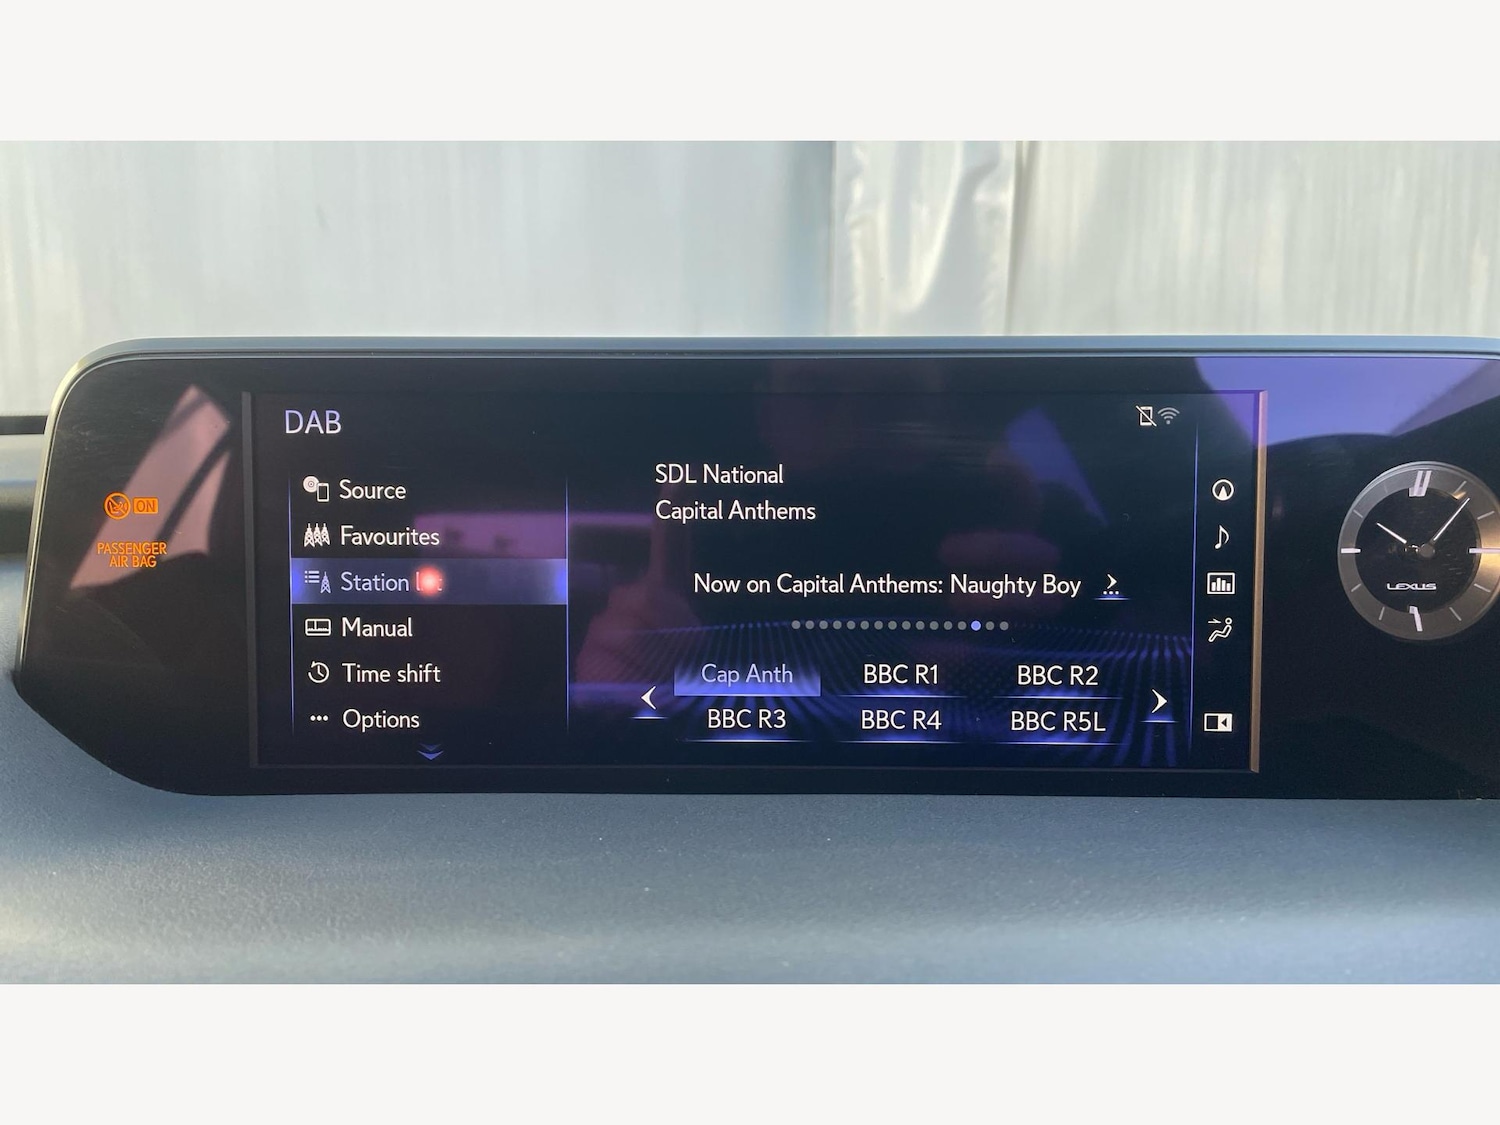 DAB
Source
Favourites
Station
Manual
Time shift
Options
SDL National
Capital Anthems
Now on Capital Anthems: Naughty Boy
Cap Anth
BBC R1
BBC R2
BBC R3
BBC R4
BBC R5L
ON
PASSENGER
AIR BAG
LEXUS